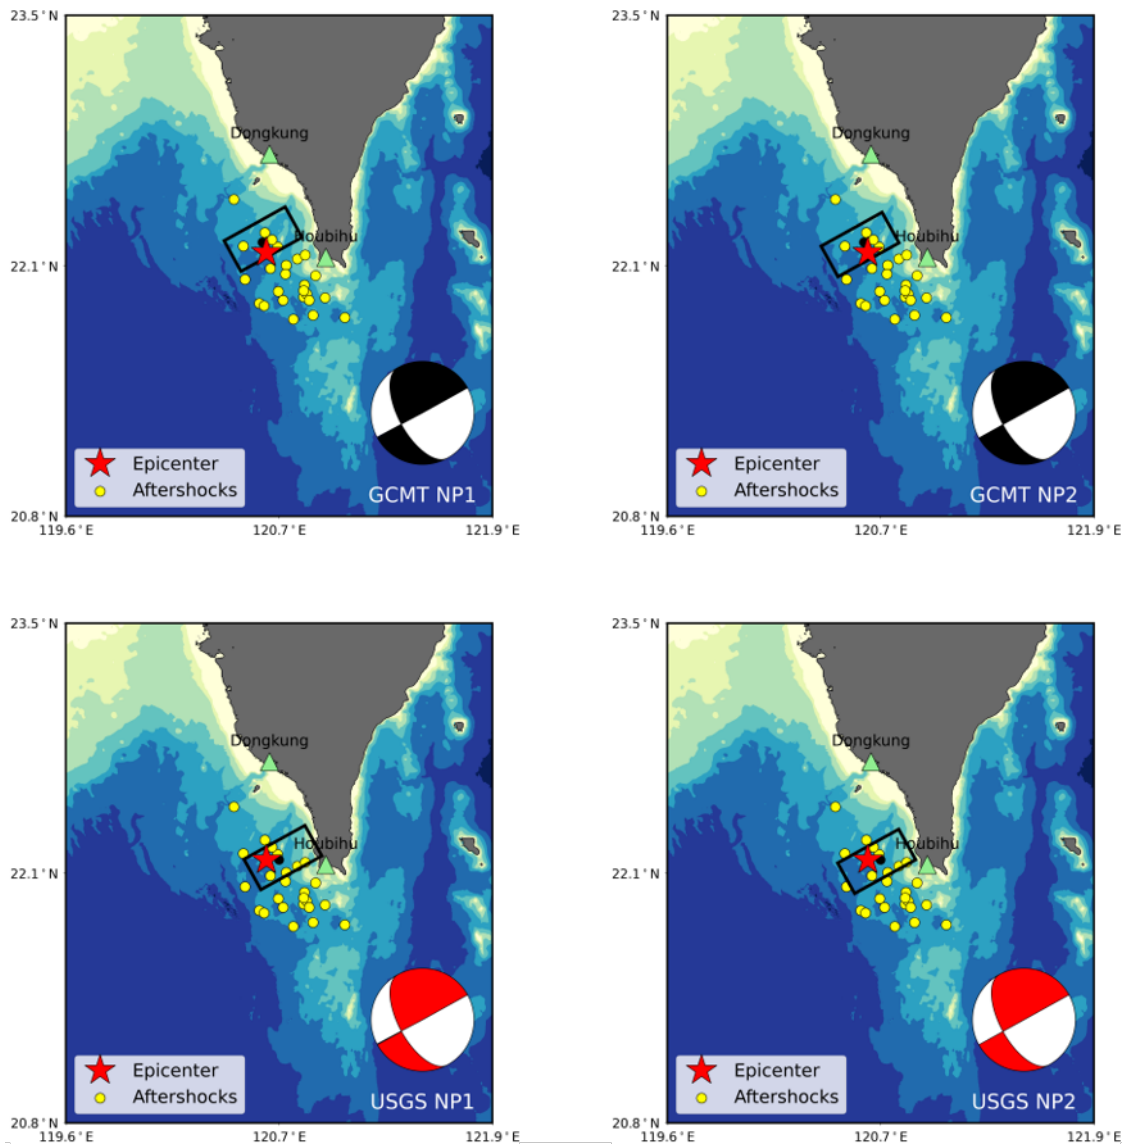 23.5°N
23.5°N
Dongkung
Dongkung
Houbihu
Houbihu
22.1°N
22.1°N
Epicenter
Aftershocks
GCMT NP1
Epicenter
Aftershocks
GCMT NP2
20.8°N
20.8°N
119.6°E
120.7°E
121.9°E
119.6°E
120.7°E
121.9°E
23.5°N
23.5°N
Dongkung
Dongkung
Houbihu
Houbihu
22.1°N
22.1°N
Epicenter
Aftershocks
USGS NP1
Epicenter
Aftershocks
USGS NP2
20.8°N
20.8°N
119.6°E
120.7°E
121.9°E
119.6°E
120.7°E
121.9°E